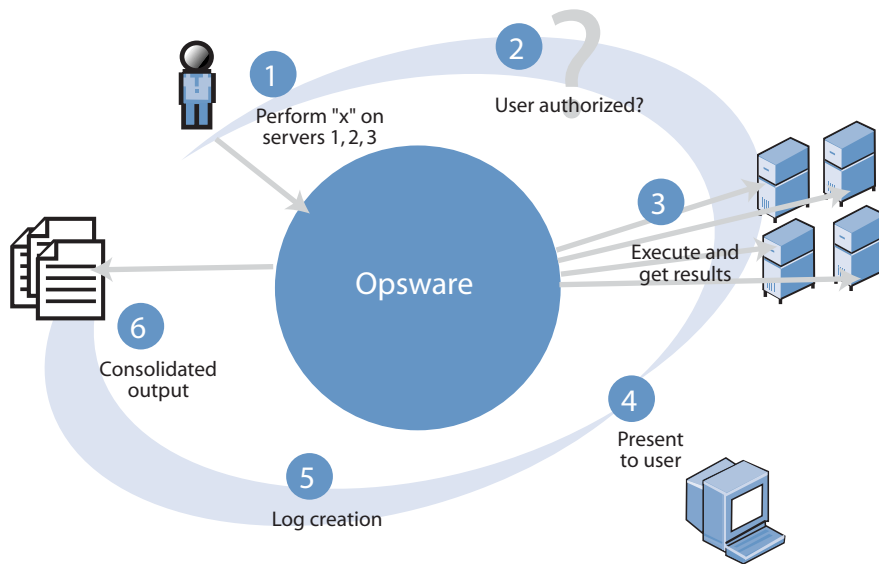 1
Perform "x" on
servers 1, 2, 3
2
?
User authorized?
3
Execute and
get results
Opsware
4
Present
to user
5
Log creation
6
Consolidated
output